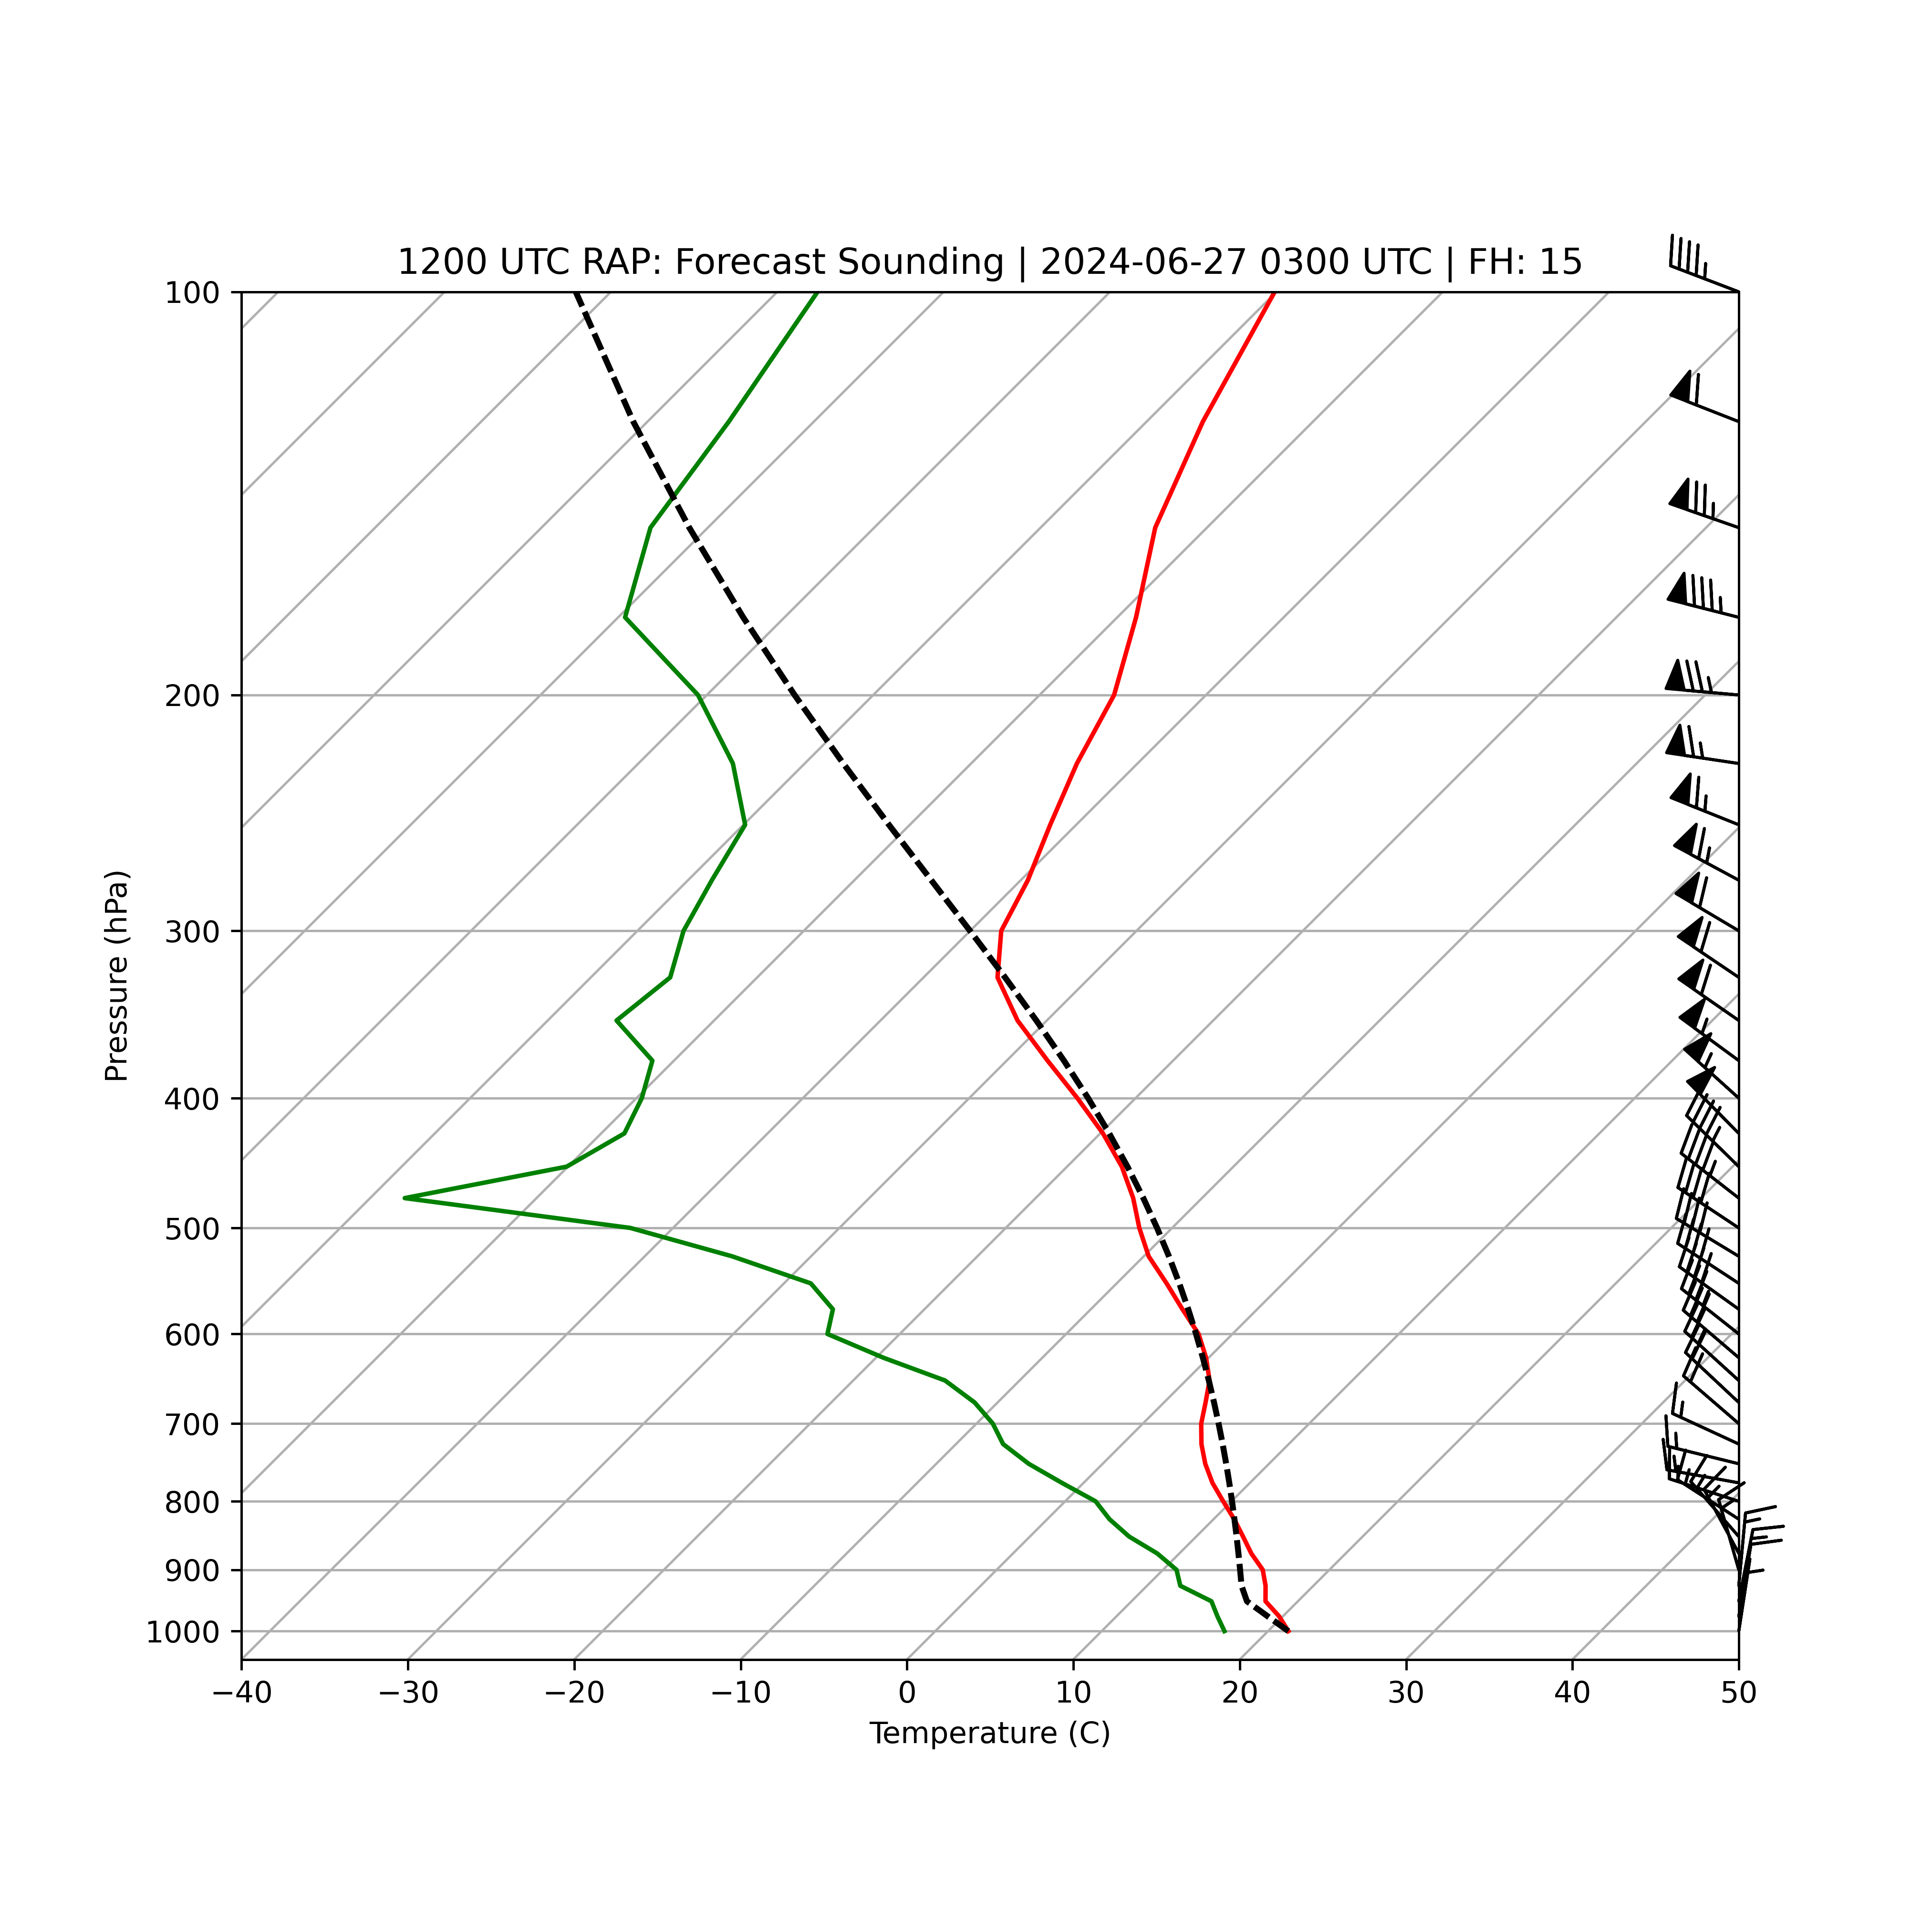 1200 UTC RAP: Forecast Sounding | 2024-06-27 0300 UTC | FH: 15
100
200
300
400
500
600
700
800
900
1000
Pressure (hPa)
−40 −30 −20 −10 0 10 20 30 40 50
Temperature (C)